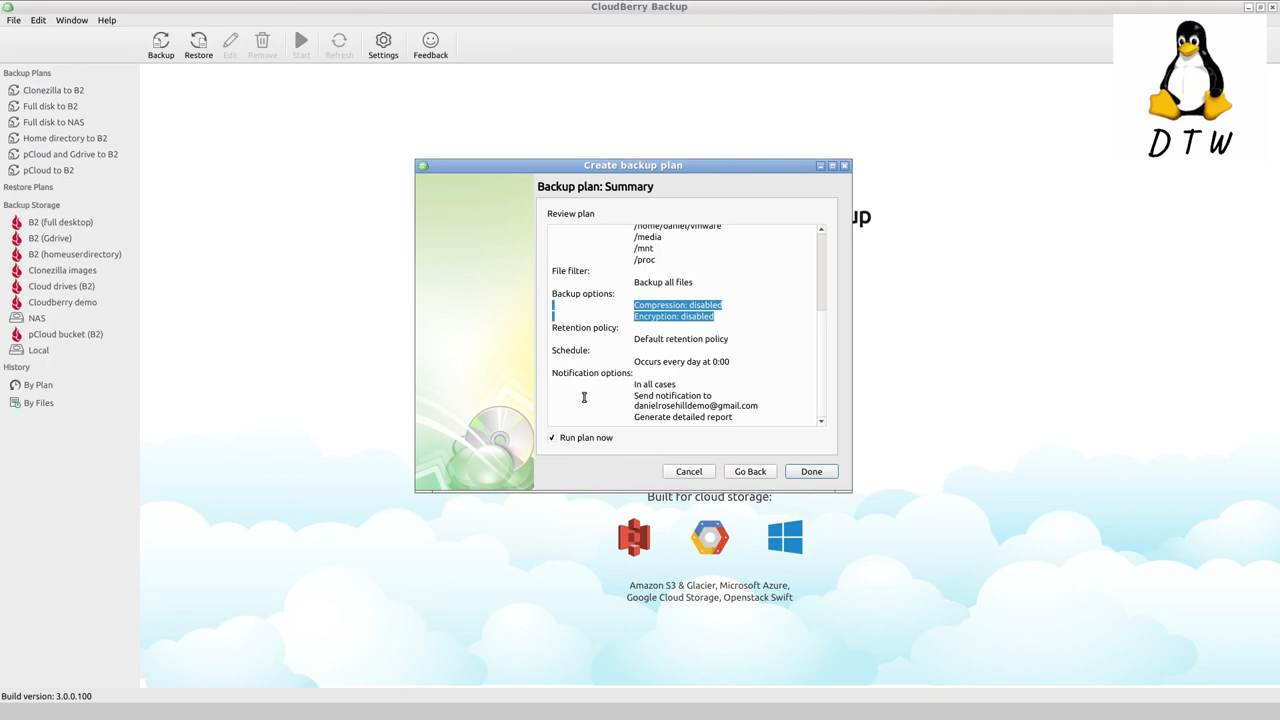 CloudBerry Backup
File Edit Window Help
Backup Restore Edit Remove Start Refresh Settings Feedback
DTW
Backup Plans
Clonezilla to B2
Full disk to B2
Full disk to NAS
Home directory to B2
pCloud and Gdrive to B2
pCloud to B2
Restore Plans
Backup Storage
B2 (full desktop)
B2 (Gdrive)
B2 (homeuserdirectory)
Clonezilla images
Cloud drives (B2)
Cloudberry demo
NAS
pCloud bucket (B2)
Local
History
By Plan
By Files
Create backup plan
Backup plan: Summary
Review plan
/home/daniel/vmware
/media
/mnt
/proc
File filter:
Backup all files
Backup options:
Compression: disabled
Encryption: disabled
Retention policy:
Default retention policy
Schedule:
Occurs every day at 0:00
Notification options:
In all cases
Send notification to
danielrosehilldemo@gmail.com
Generate detailed report
Run plan now
Cancel Go Back Done
up
Built for cloud storage:
Amazon S3 & Glacier, Microsoft Azure,
Google Cloud Storage, Openstack Swift
Build version: 3.0.0.100